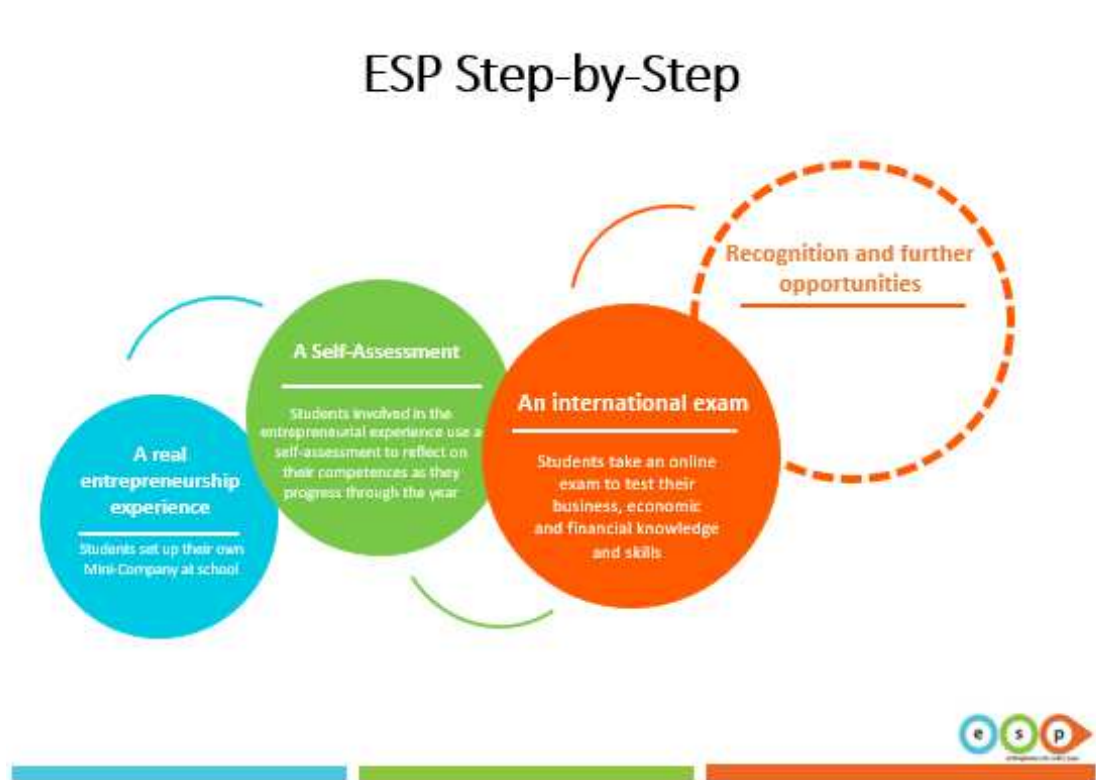 ESP Step-by-Step
A real
entrepreneurship
experience
Students set up their own
Mini-Company at school
A Self-Assessment
Students involved in the
entrepreneurial experience use a
self-assessment to reflect on
their competences as they
progress through the year
An international exam
Students take an online
exam to test their
business, economic
and financial knowledge
and skills
Recognition and further
opportunities
e s p